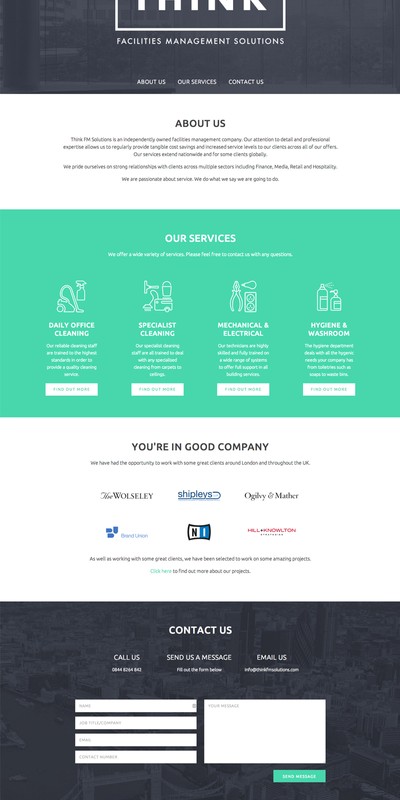 THINK
FACILITIES MANAGEMENT SOLUTIONS
ABOUT US OUR SERVICES CONTACT US
ABOUT US
Think FM Solutions is an independently owned facilities management company. Our attention to detail and professional
expertise allows us to regularly provide tangible cost savings and increased service levels to our clients across all of our offers.
Our services extend nationwide and for some clients globally.
We pride ourselves on strong relationships with clients across multiple sectors including Finance, Media, Retail and Hospitality.
We are passionate about service. We do what we say we are going to do.
OUR SERVICES
We offer a wide variety of services. Please feel free to contact us with any questions.
DAILY OFFICE
CLEANING
Our reliable cleaning staff
are trained to the highest
standards in order to
provide a quality cleaning
service.
FIND OUT MORE
SPECIALIST
CLEANING
Our specialist cleaning
staff are all trained to deal
with any specialized
cleaning from carpets to
ceilings.
FIND OUT MORE
MECHANICAL &
ELECTRICAL
Our technicians are highly
skilled and fully trained on
a wide range of systems
to offer full support in all
building services.
FIND OUT MORE
HYGIENE &
WASHROOM
The hygiene department
deals with all the hygienic
needs your company has
from toiletries such as
wipes to waste bins.
FIND OUT MORE
YOU'RE IN GOOD COMPANY
We have had the opportunity to work with some great clients around London and throughout the UK.
The WOLSELEY shipleys Ogilvy & Mather
Brand Union NI HILL+KNOWLTON
STRATEGIES
As well as working with some great clients, we have been selected to work on some amazing projects.
Click here to find out more about our projects.
CONTACT US
CALL US
0844 8264 842
SEND US A MESSAGE
Fill out the form below
EMAIL US
info@thinkfmsolutions.com
NAME
JOB TITLE/COMPANY
EMAIL
CONTACT NUMBER
YOUR MESSAGE
SEND MESSAGE